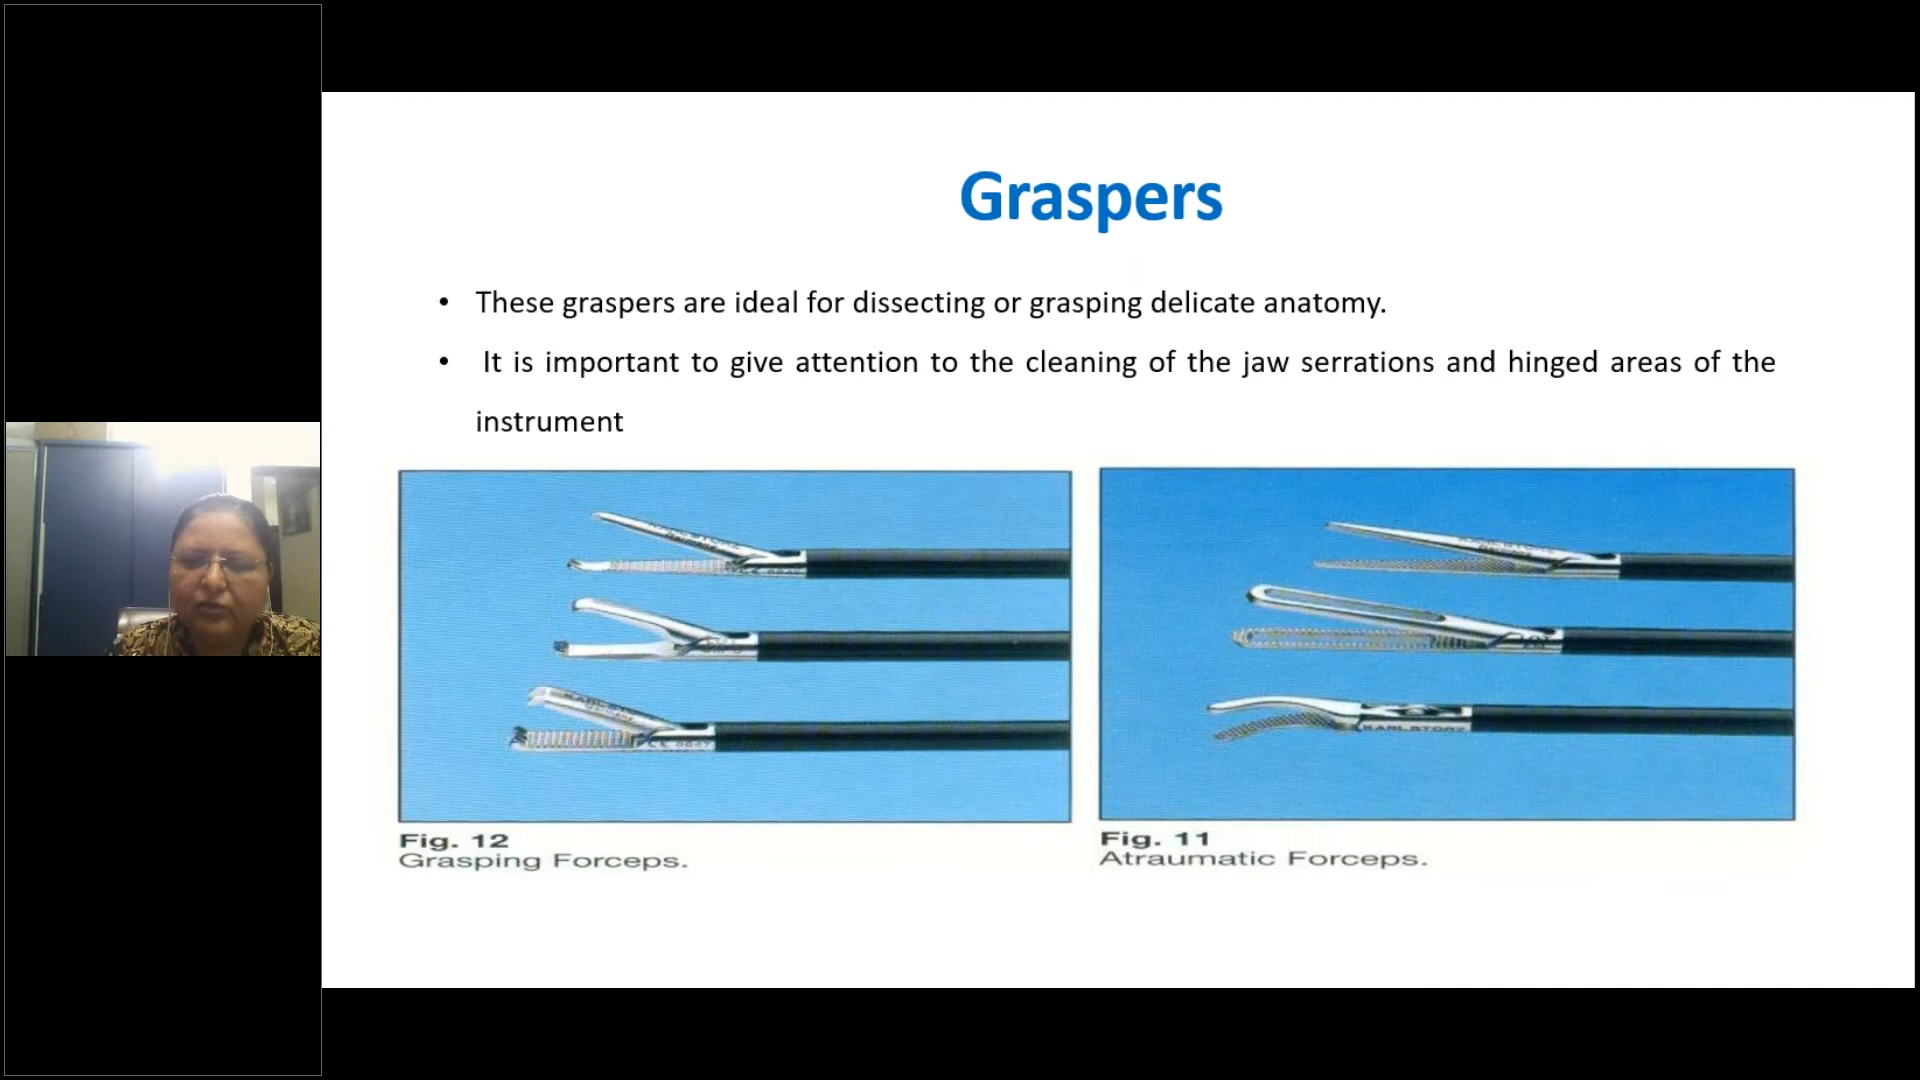 Graspers
• These graspers are ideal for dissecting or grasping delicate anatomy.
• It is important to give attention to the cleaning of the jaw serrations and hinged areas of the
instrument
Fig. 12
Grasping Forceps.
Fig. 11
Atraumatic Forceps.